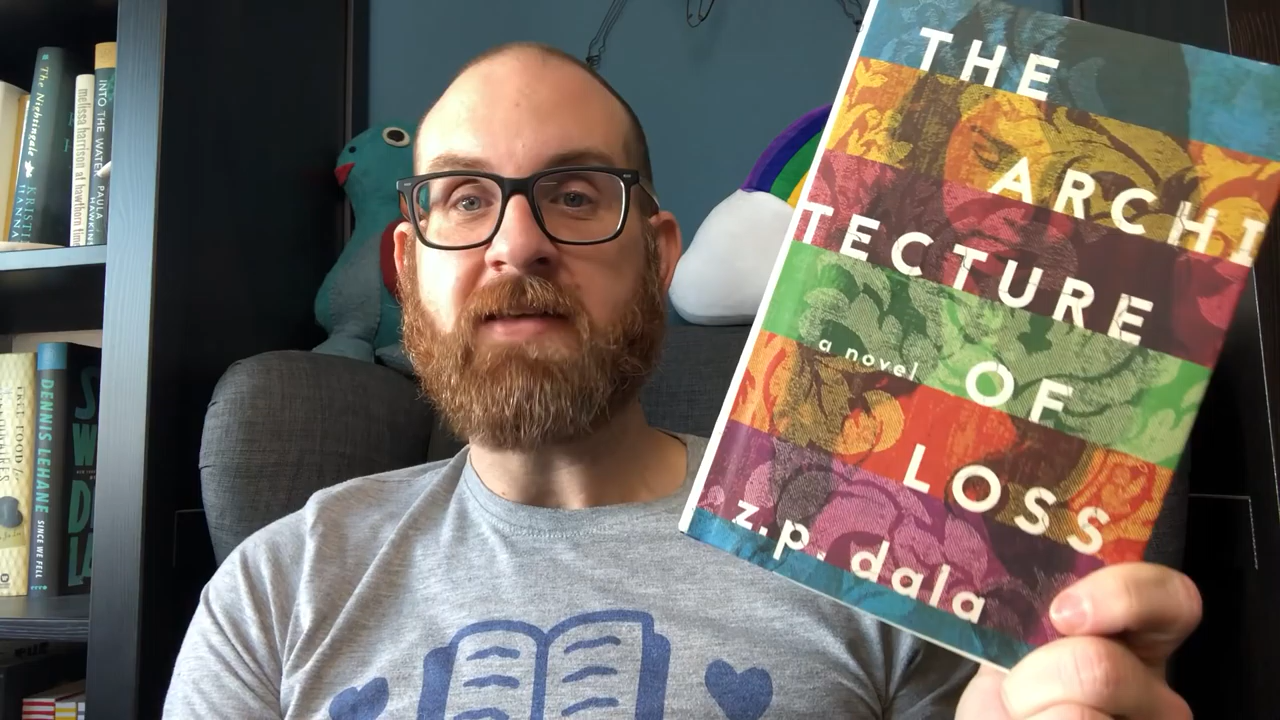 THE
ARCHI
TECTURE
OF
a novel
LOSS
z.p. dala
The Nightingale
KRISTIN
HANNAH
melissa harrison at hawthorn time
INTO THE WATER
PAULA
HAWKINS
DENNIS LEHANE
SINCE WE FELL